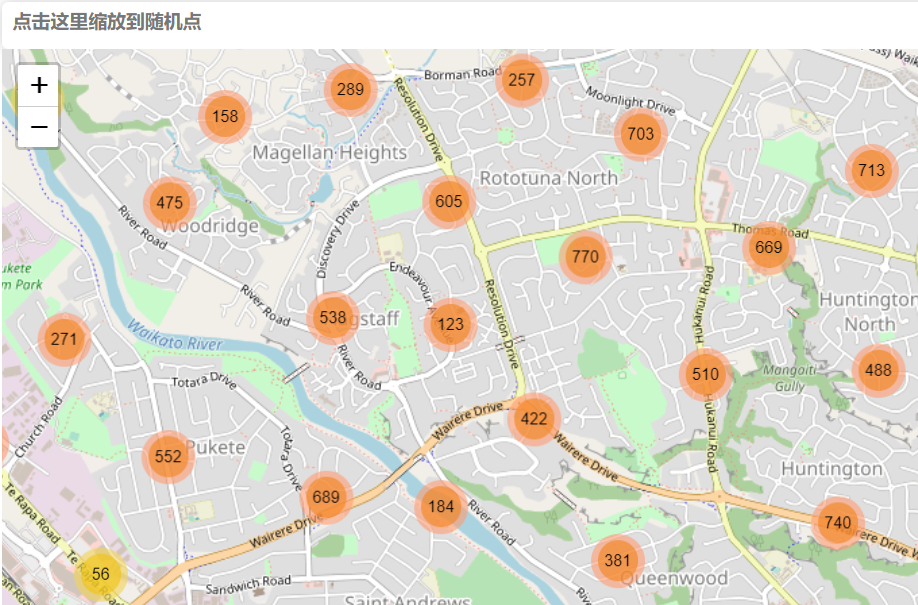 点击这里缩放到随机点
+
−
Borman Road
257
289
Resolution Drive
Moonlight Drive
158
703
Magellan Heights
713
Rototuna North
475
605
Woodridge
River Road
Discovery Drive
Thomas Road
669
770
Endeavour
Hukanui Road
Huntington
North
River Road
538
123
Resolution Drive
Waikato River
271
River Road
Totara Drive
510
Mangaiti
Gully
488
Church Road
Wairere Drive
422
Hukanui Road
Totara Drive
Pukete
552
Wairere Drive
Huntington
689
184
River Road
740
Wairere Drive
Wairere Drive
Te Rapa Road
56
381
Queenwood
Sandwich Road
Saint Andrews